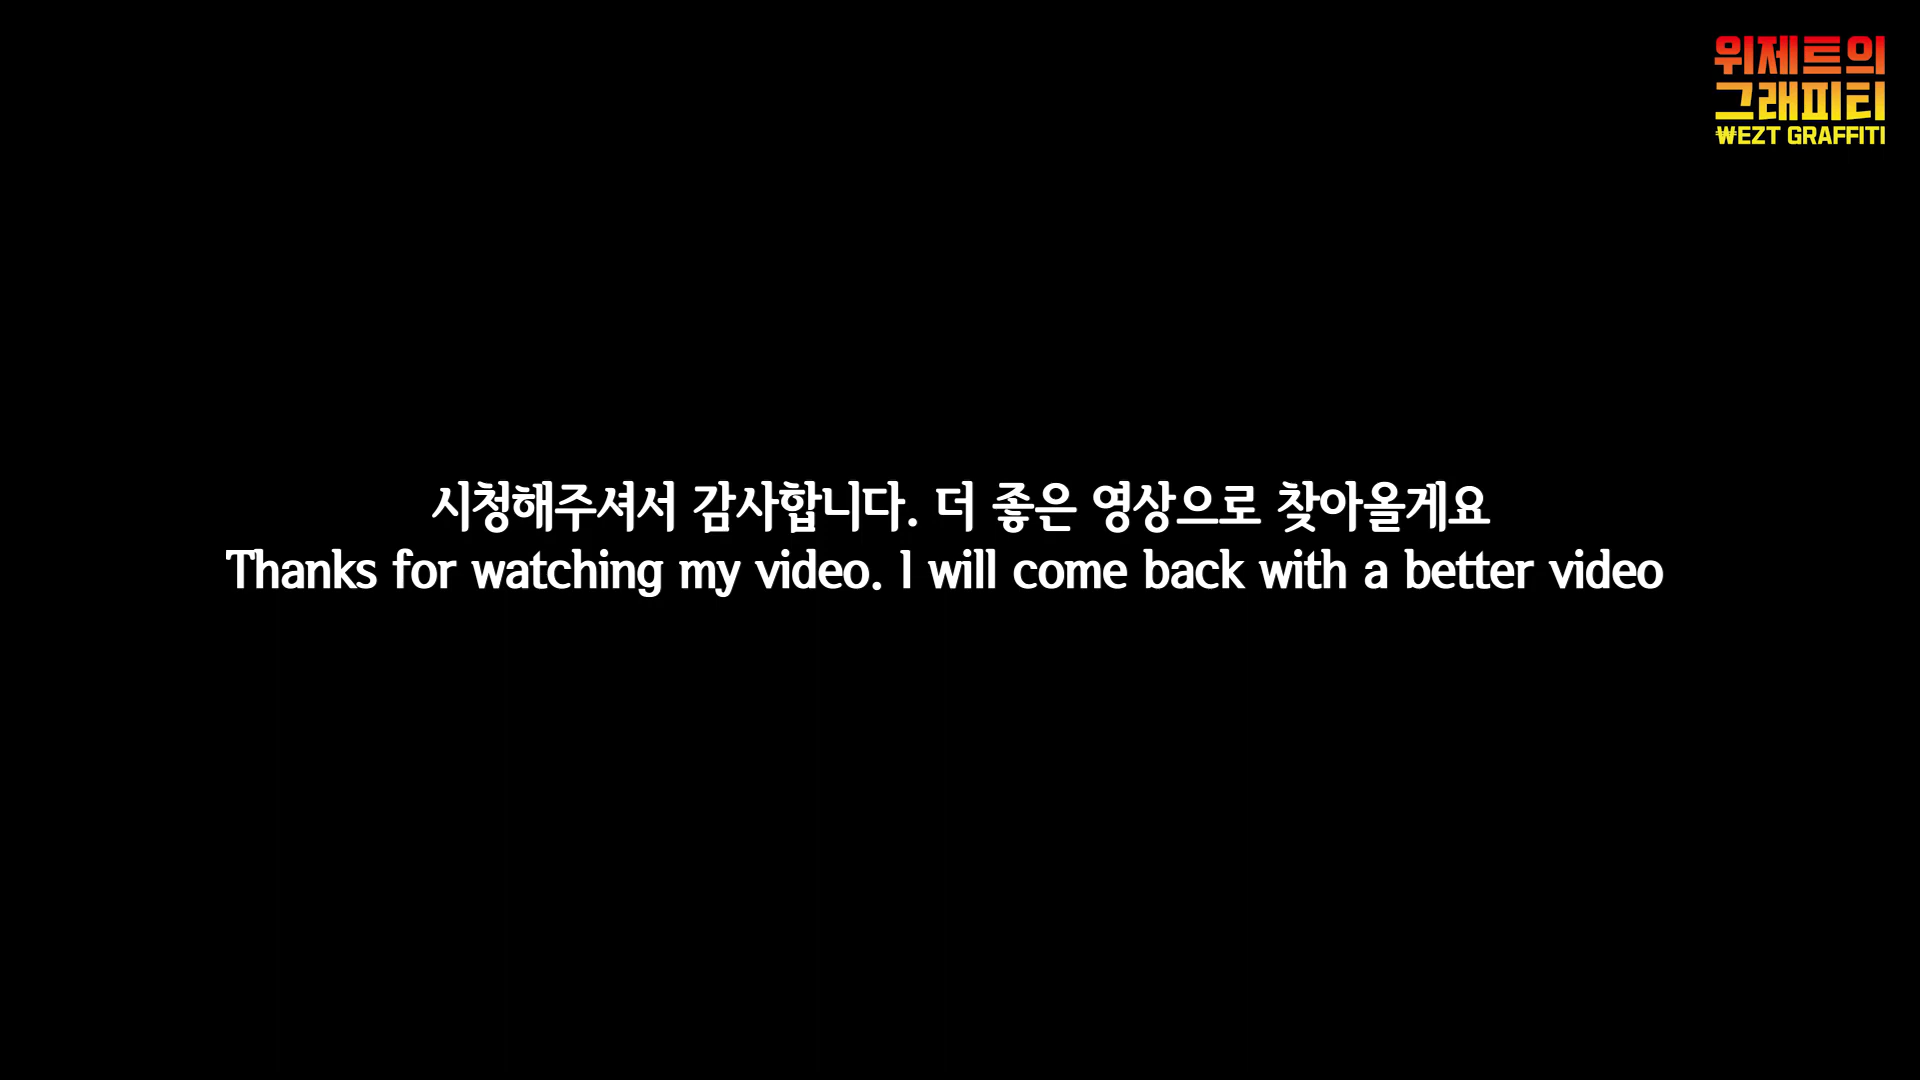 위제트의
그래피티
₩EZT GRAFFITI
시청해주셔서 감사합니다. 더 좋은 영상으로 찾아올게요
Thanks for watching my video. I will come back with a better video